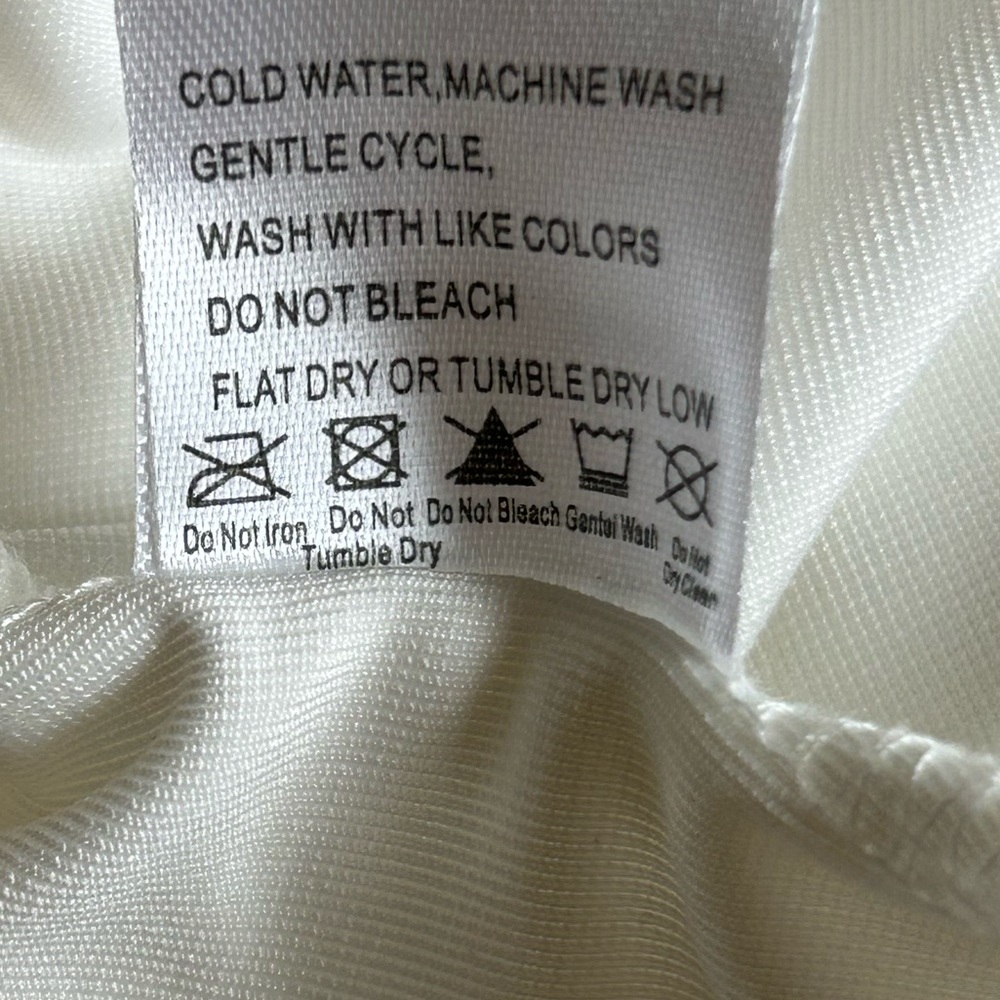 COLD WATER,MACHINE WASH
GENTLE CYCLE,
WASH WITH LIKE COLORS
DO NOT BLEACH
FLAT DRY OR TUMBLE DRY LOW
Do Not Iron
Do Not
Tumble Dry
Do Not Bleach
Gentel Wash
Do Not
Dry Clean